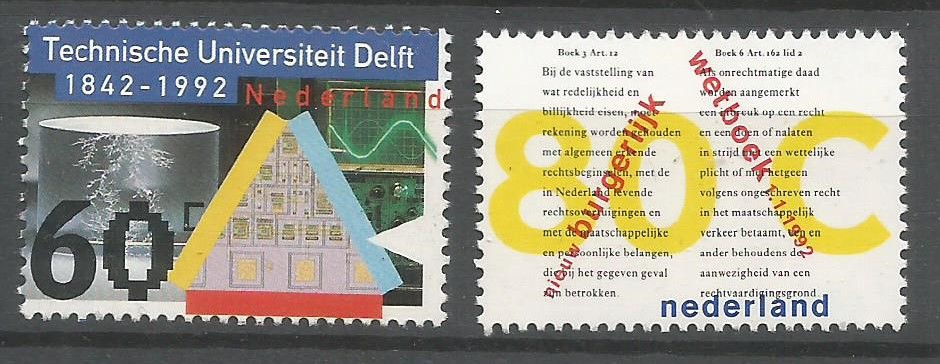 Technische Universiteit Delft
1842-1992
Nederland
60
Boek 3 Art. 12
Bij de vaststelling van
wat redelijkheid en
billijkheid eisen, moet
rekening worden gehouden
met algemeen erkende
rechtsbeginselen, met de
in Nederland levende
rechtsovertuigingen en
met de maatschappelijke
en persoonlijke belangen,
die bij het gegeven geval
zijn betrokken.
Boek 6 Art. 162 lid 2
Als onrechtmatige daad
worden aangemerkt
een inbreuk op een recht
en een doen of nalaten
in strijd met een wettelijke
plicht of met hetgeen
volgens ongeschreven recht
in het maatschappelijk
verkeer betaamt, een en
ander behoudens de
aanwezigheid van een
rechtvaardigingsgrond
80c
nieuw burgerlijk
wetboek 1.1.1992
nederland